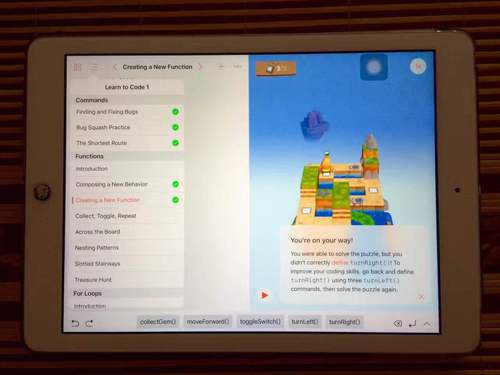 Creating a New Function
Learn to Code 1
Commands
Finding and Fixing Bugs
Bug Squash Practice
The Shortest Route
Functions
Introduction
Composing a New Behavior
Creating a New Function
Collect, Toggle, Repeat
Across the Board
Nesting Patterns
Slotted Stairways
Treasure Hunt
For Loops
Introduction
You're on your way!
You were able to solve the puzzle, but you
didn't correctly define turnRight()! To
improve your coding skills, go back and define
turnRight() using three turnLeft()
commands, then solve the puzzle again.
collectGem()
moveForward()
toggleSwitch()
turnLeft()
turnRight()